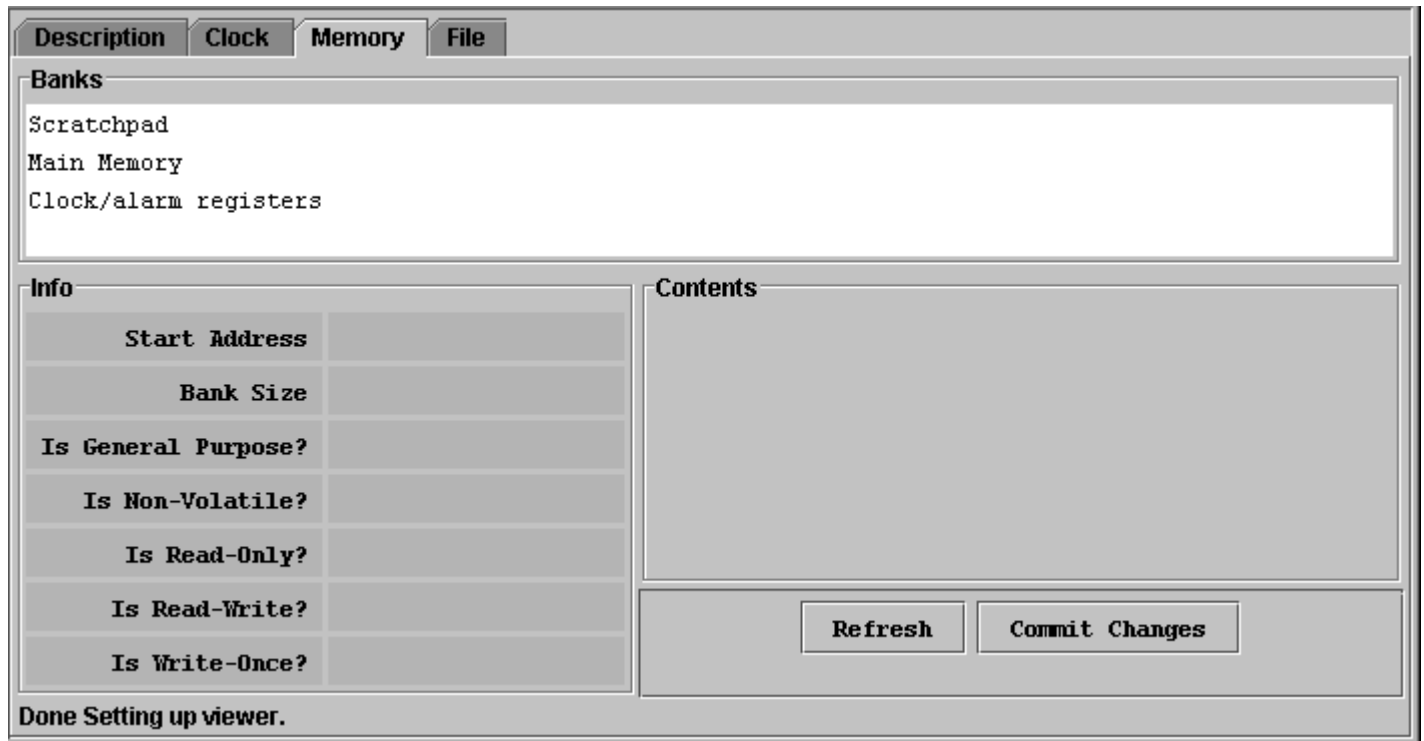 Description Clock Memory File
Banks
Scratchpad
Main Memory
Clock/alarm registers
Info
Start Address
Bank Size
Is General Purpose?
Is Non-Volatile?
Is Read-Only?
Is Read-Write?
Is Write-Once?
Contents
Refresh Commit Changes
Done Setting up viewer.